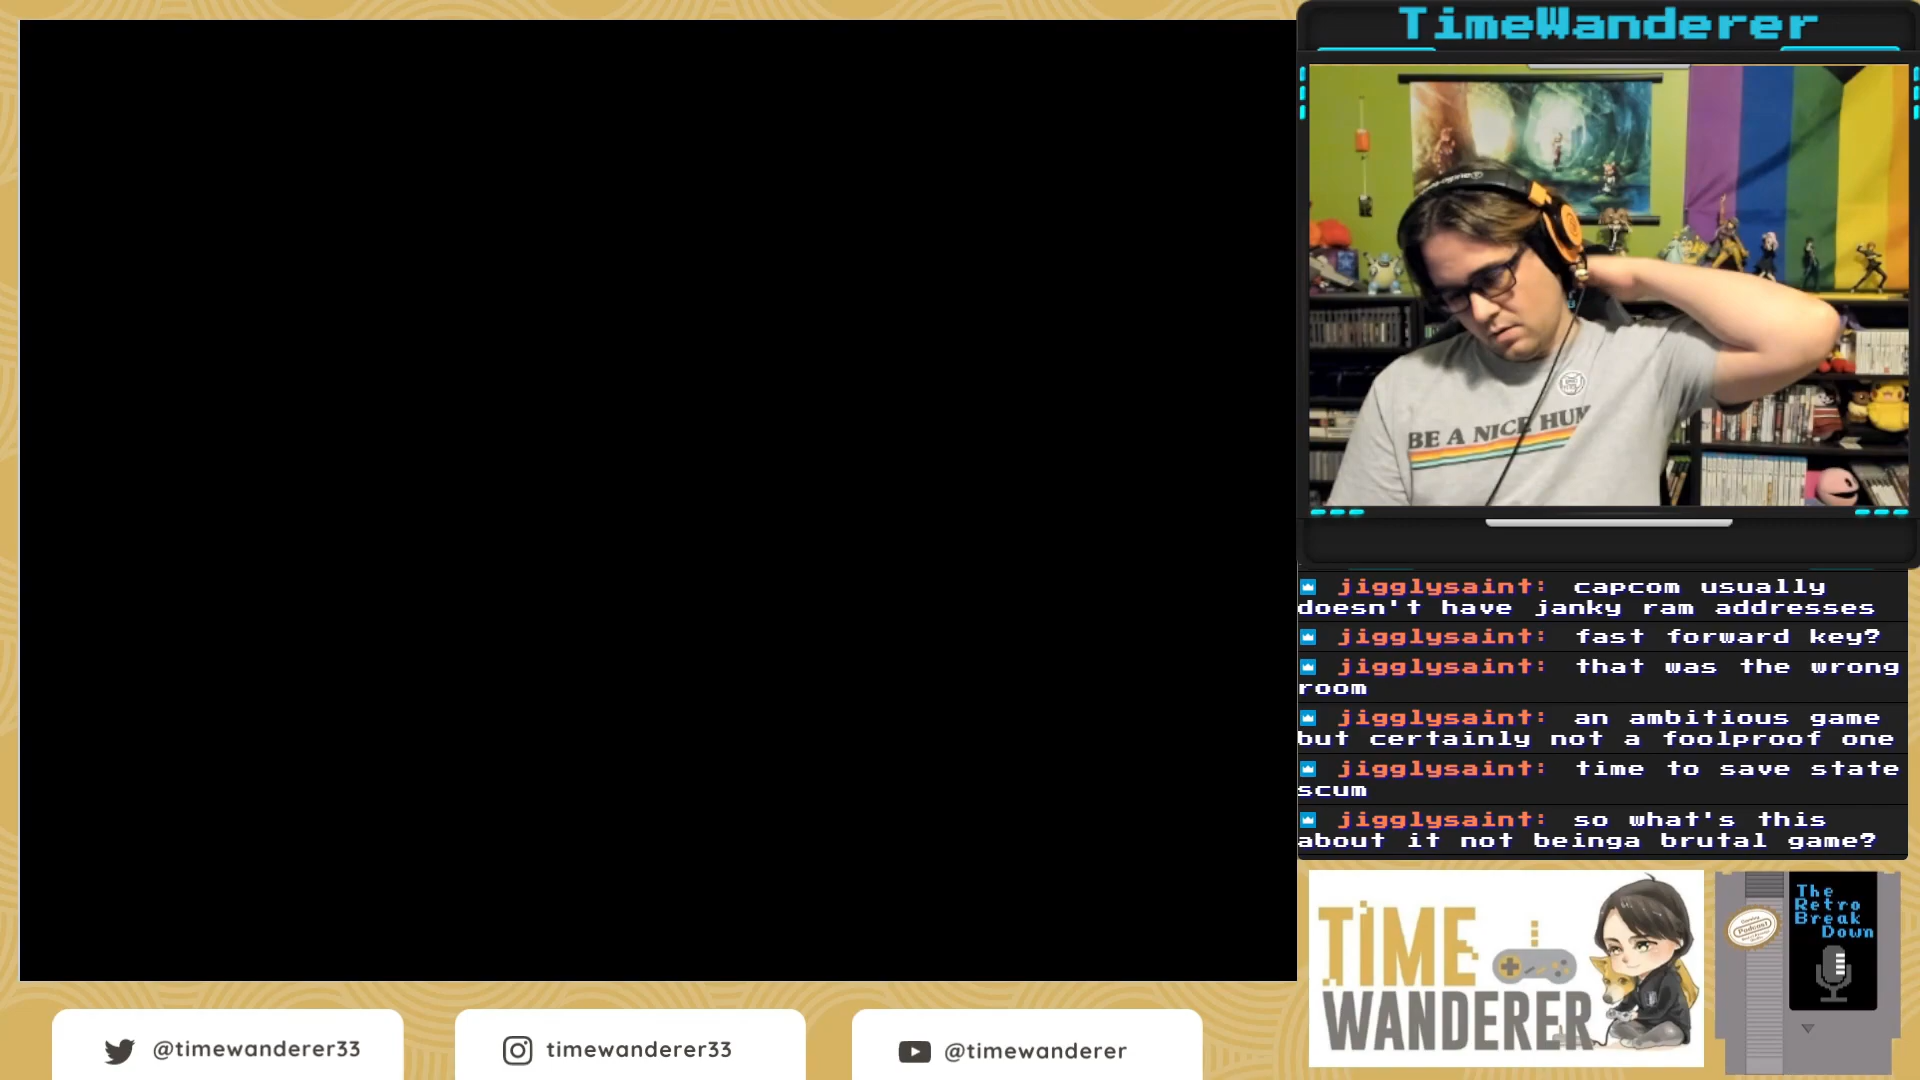 TimeWanderer
BE A NICE HUM
jigglysaint: capcom usually
doesn't have janky ram addresses
jigglysaint: fast forward key?
jigglysaint: that was the wrong
room
jigglysaint: an ambitious game
but certainly not a foolproof one
jigglysaint: time to save state
scum
jigglysaint: so what's this
about it not beinga brutal game?
TIME
WANDERER
The
Retro
Break
Down
Podcast
@timewanderer33
timewanderer33
@timewanderer